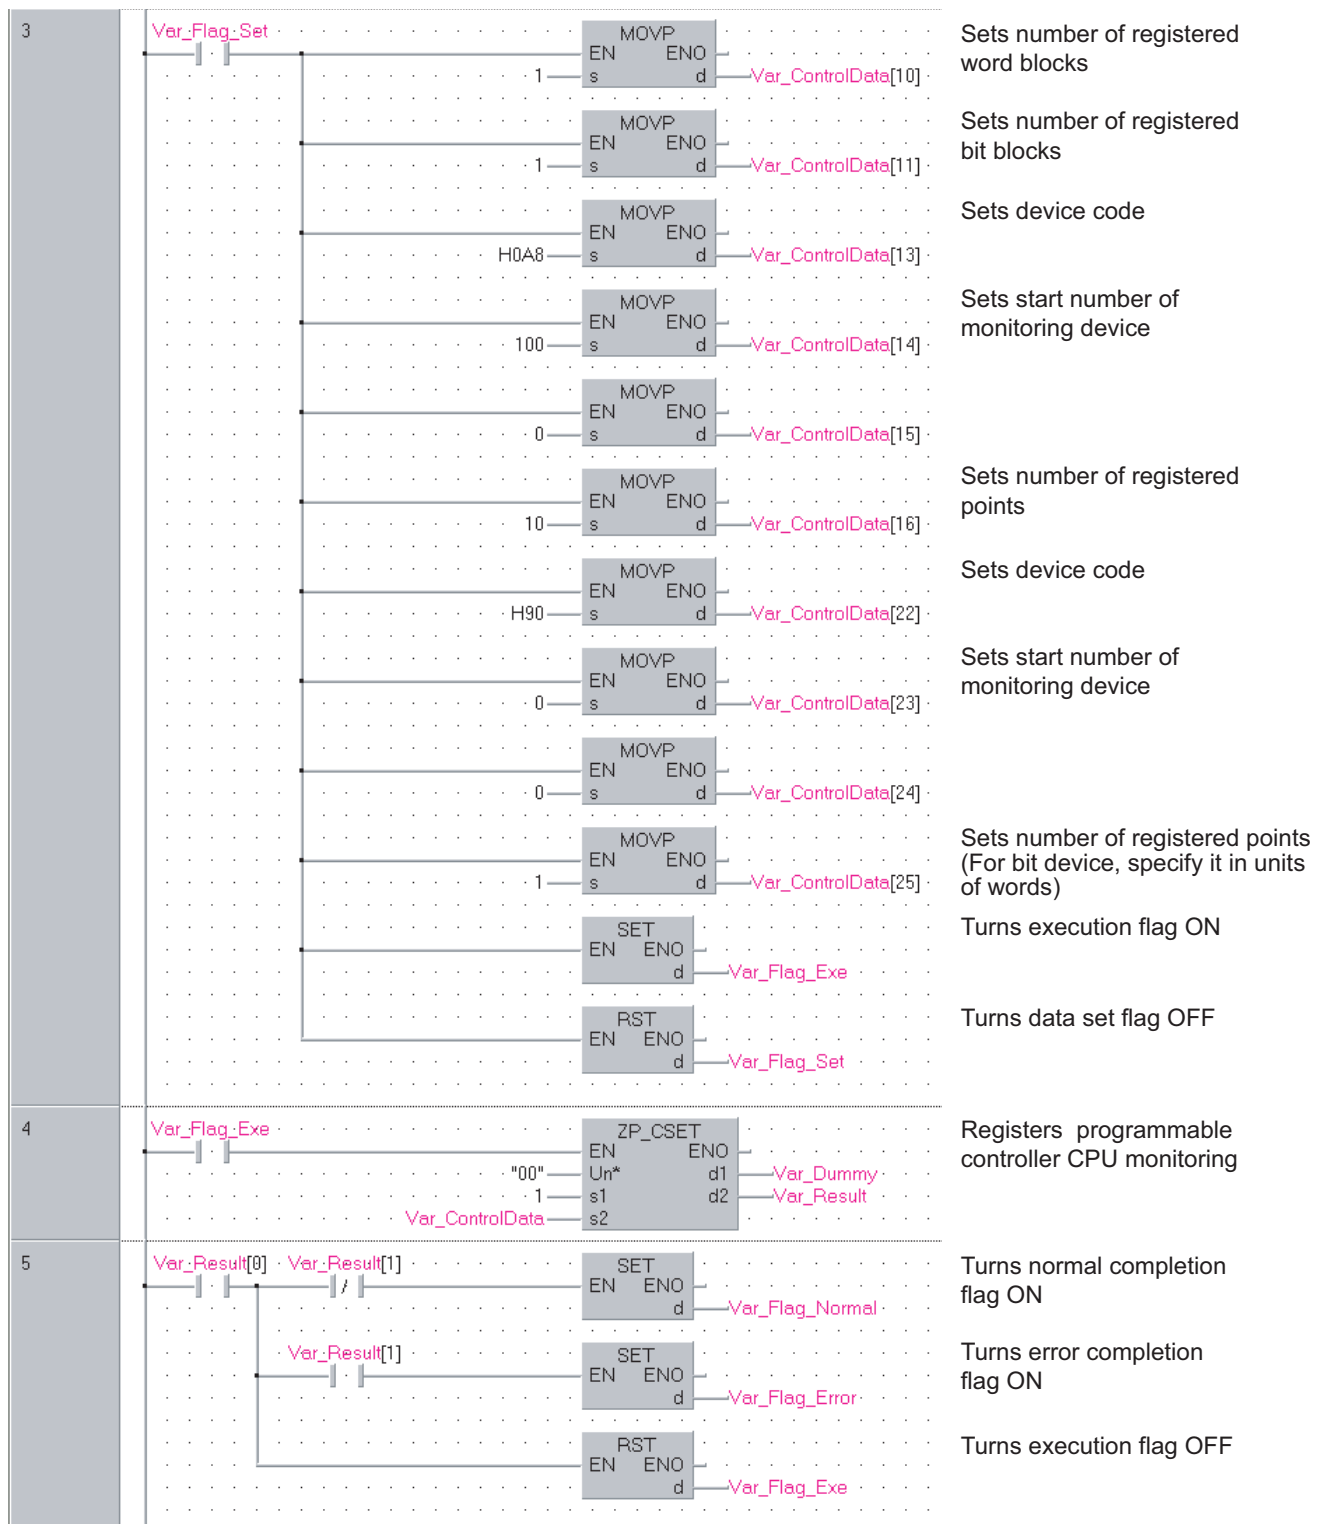 3
Var_Flag_Set
MOVP
Sets number of registered
EN ENO
word blocks
1 s d Var_ControlData[10]
MOVP
Sets number of registered
EN ENO
bit blocks
1 s d Var_ControlData[11]
MOVP
Sets device code
EN ENO
H0A8 s d Var_ControlData[13]
MOVP
Sets start number of
EN ENO
monitoring device
100 s d Var_ControlData[14]
MOVP
EN ENO
0 s d Var_ControlData[15]
MOVP
Sets number of registered
EN ENO
points
10 s d Var_ControlData[16]
MOVP
Sets device code
EN ENO
H90 s d Var_ControlData[22]
MOVP
Sets start number of
EN ENO
monitoring device
0 s d Var_ControlData[23]
MOVP
EN ENO
0 s d Var_ControlData[24]
MOVP
Sets number of registered points
EN ENO
(For bit device, specify it in units
1 s d Var_ControlData[25]
of words)
SET
Turns execution flag ON
EN ENO
d Var_Flag_Exe
RST
Turns data set flag OFF
EN ENO
d Var_Flag_Set
4
Var_Flag_Exe
ZP_CSET
Registers programmable
EN ENO
controller CPU monitoring
"00" Un* d1 Var_Dummy
1 s1 d2 Var_Result
Var_ControlData s2
5
Var_Result[0] Var_Result[1]
SET
Turns normal completion
EN ENO
flag ON
d Var_Flag_Normal
Var_Result[1]
SET
Turns error completion
EN ENO
flag ON
d Var_Flag_Error
RST
Turns execution flag OFF
EN ENO
d Var_Flag_Exe